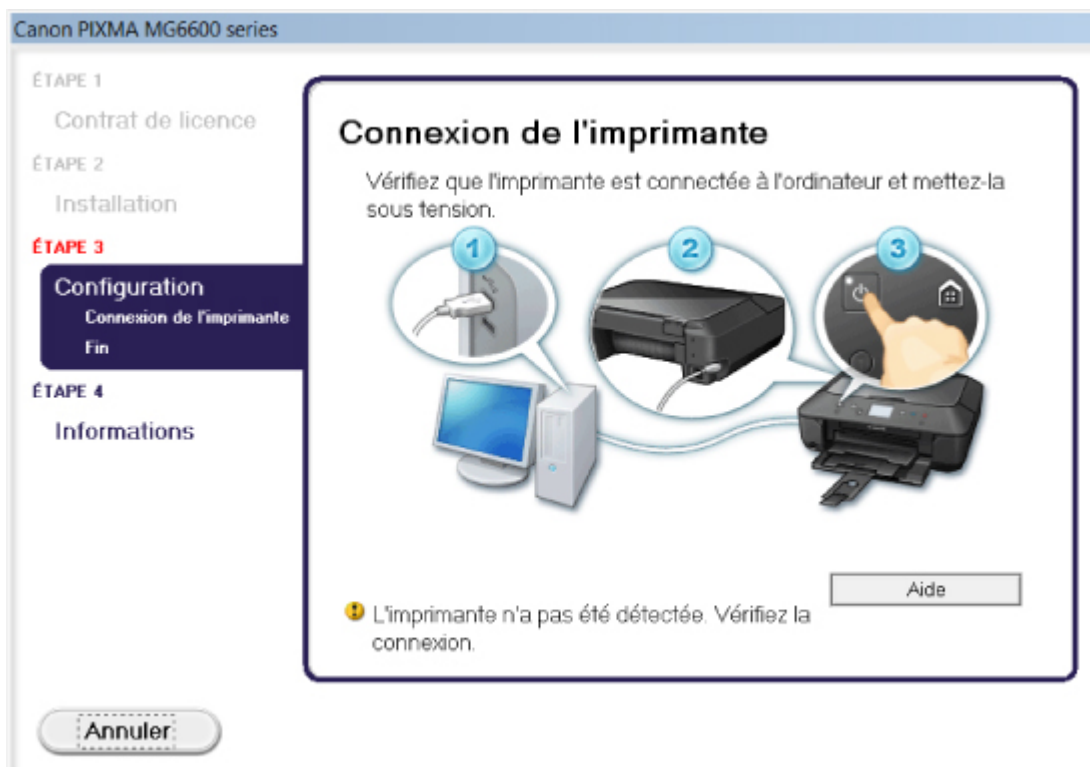 Canon PIXMA MG6600 series
ÉTAPE 1
Contrat de licence
ÉTAPE 2
Installation
ÉTAPE 3
Configuration
Connexion de l'imprimante
Fin
ÉTAPE 4
Informations
Connexion de l'imprimante
Vérifiez que l'imprimante est connectée à l'ordinateur et mettez-la
sous tension.
1
2
3
Aide
L'imprimante n'a pas été détectée. Vérifiez la
connexion.
Annuler